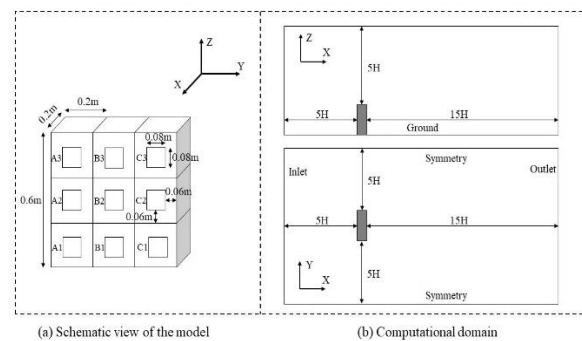 Z
Y
X
0.2m
0.2m
0.08m
A3
B3
C3
0.08m
0.6m
A2
B2
C2
0.06m
0.06m
A1
B1
C1
(a) Schematic view of the model
Z
X
5H
5H
15H
Ground
Symmetry
Inlet
Outlet
5H
5H
15H
Y
X
5H
Symmetry
(b) Computational domain